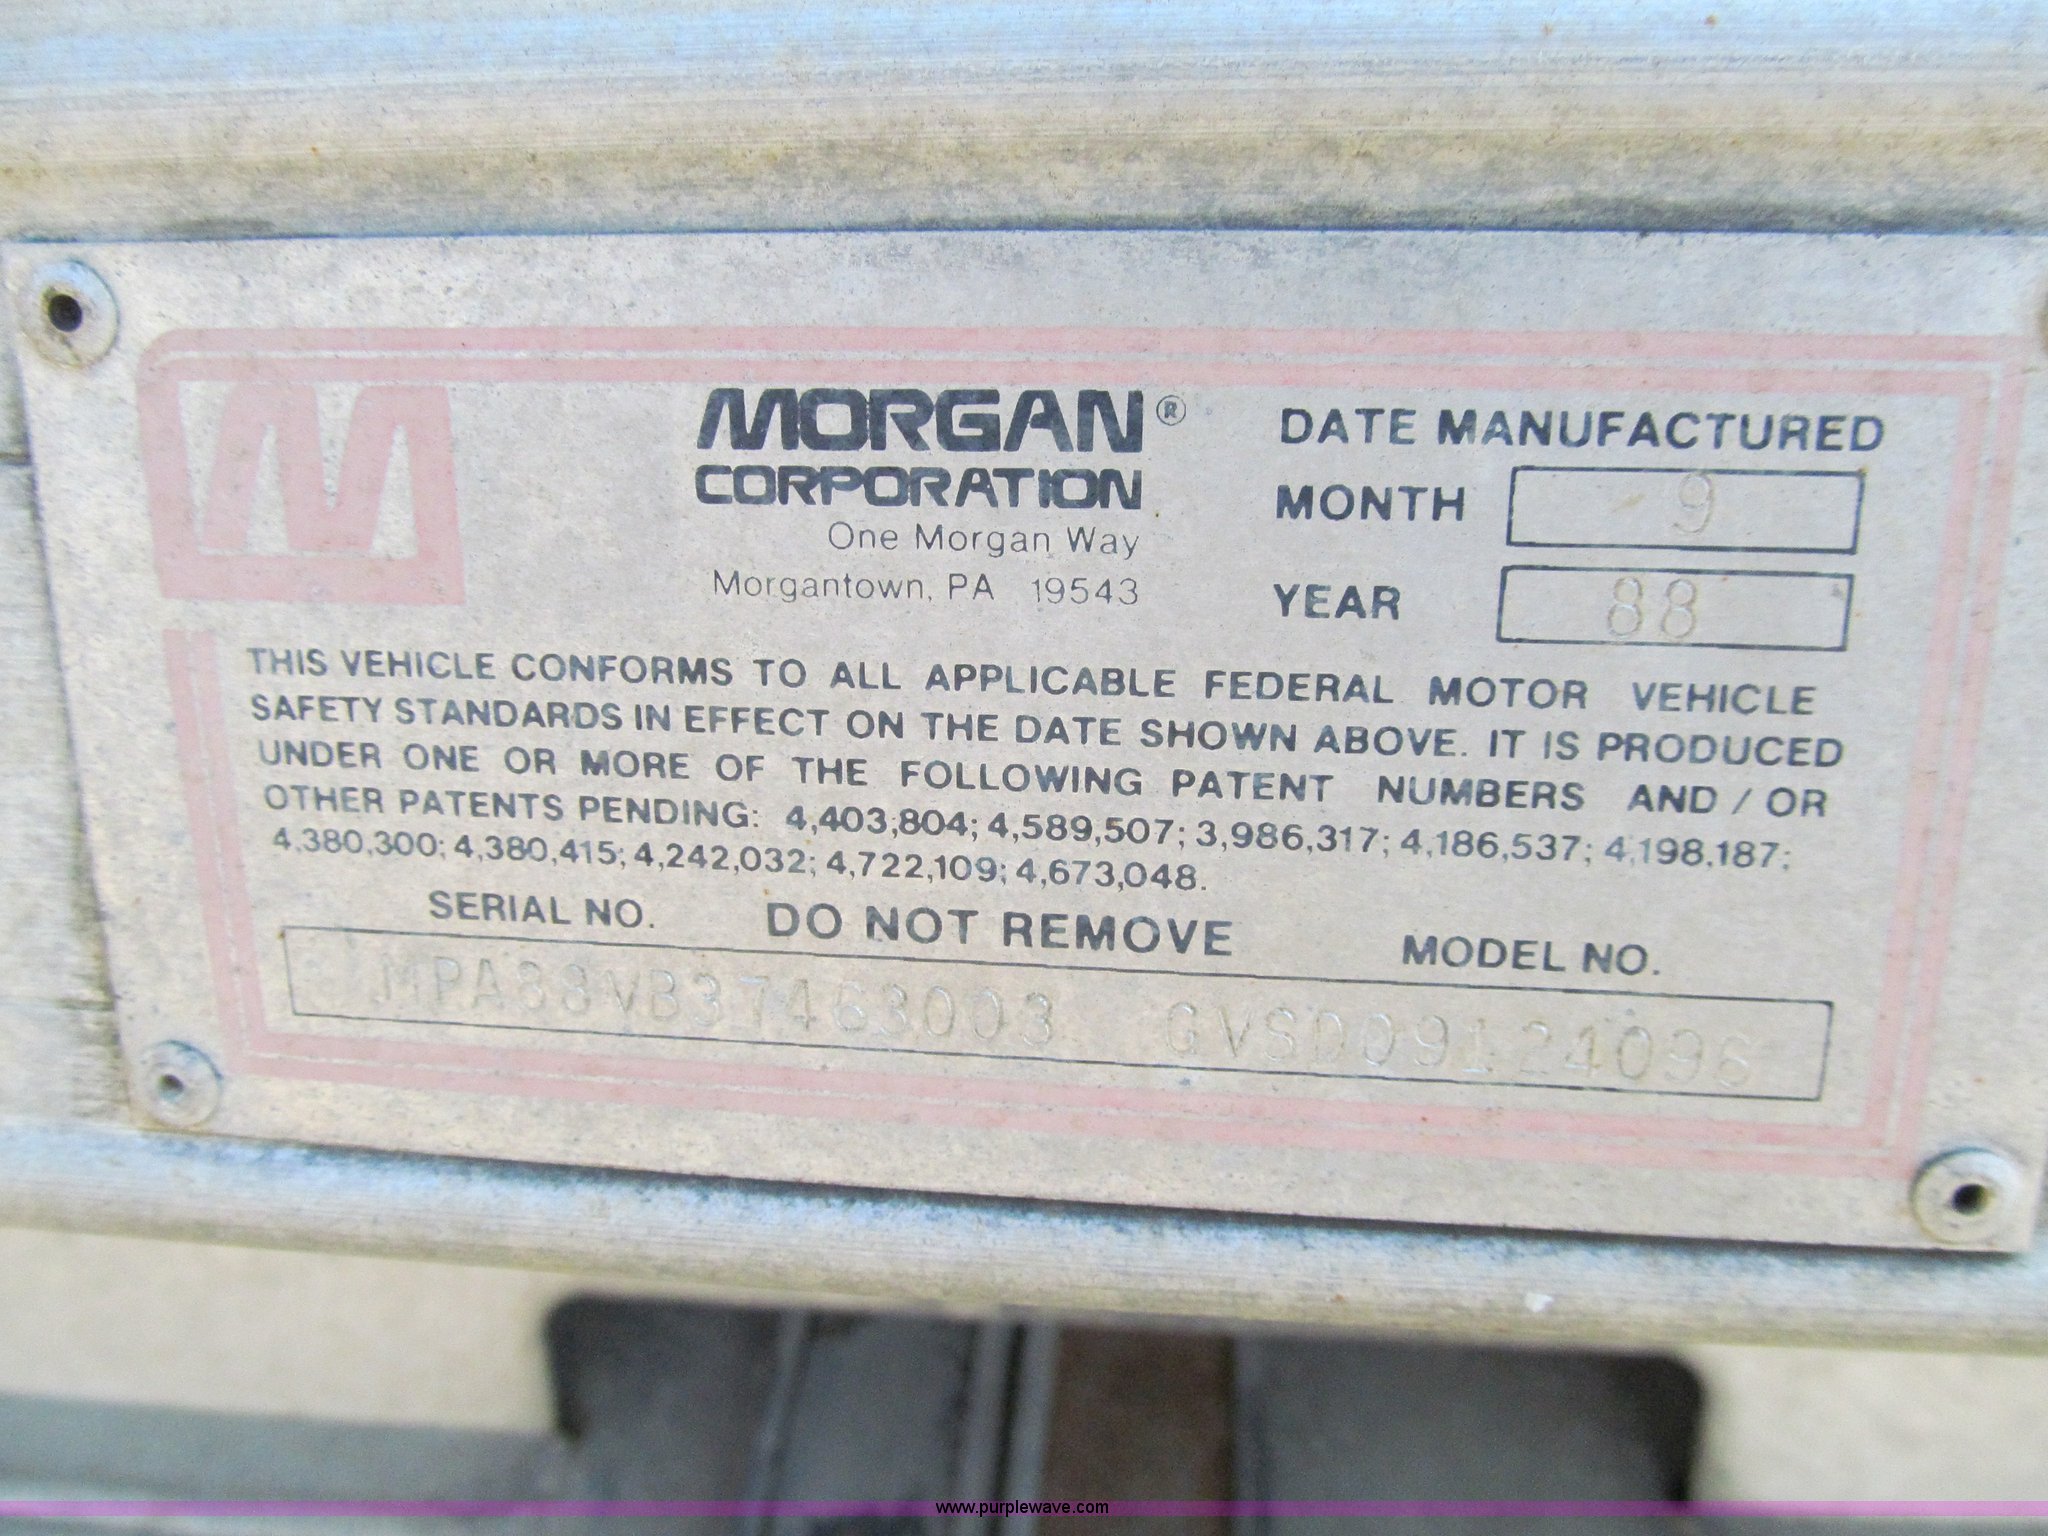 MORGAN®
CORPORATION
One Morgan Way
Morgantown, PA 19543
DATE MANUFACTURED
MONTH 9
YEAR 88
THIS VEHICLE CONFORMS TO ALL APPLICABLE FEDERAL MOTOR VEHICLE
SAFETY STANDARDS IN EFFECT ON THE DATE SHOWN ABOVE. IT IS PRODUCED
UNDER ONE OR MORE OF THE FOLLOWING PATENT NUMBERS AND / OR
OTHER PATENTS PENDING: 4,403,804; 4,589,507; 3,986,317; 4,186,537; 4,198,187;
4,380,300; 4,380,415; 4,242,032; 4,722,109; 4,673,048.
SERIAL NO. DO NOT REMOVE MODEL NO.
MPA88VB37463003 GVSD09124096
www.purplewave.com